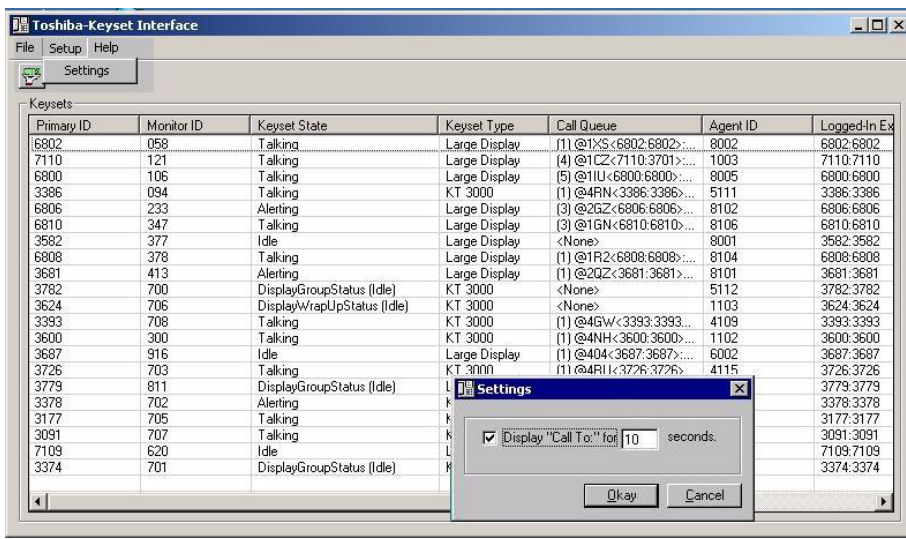 Toshiba-Keyset Interface
File Setup Help
Settings
Keysets
Primary ID Monitor ID Keyset State Keyset Type Call Queue Agent ID Logged-In Ex
6802 058 Talking Large Display (1) @1XS<6802:6802>:... 8002 6802:6802
7110 121 Talking Large Display (4) @1CZ<7110:3701>:... 1003 7110:7110
6800 106 Talking Large Display (5) @1IU<6800:6800>:... 8005 6800:6800
3386 094 Talking KT 3000 (1) @4RN<3386:3386>... 5111 3386:3386
6806 233 Alerting Large Display (3) @2GZ<6806:6806>... 8102 6806:6806
6810 347 Talking Large Display (3) @1GN<6810:6810>... 8106 6810:6810
3582 377 Idle Large Display <None> 8001 3582:3582
6808 378 Talking Large Display (1) @1R2<6808:6808>:... 8104 6808:6808
3681 413 Alerting Large Display (1) @2QZ<3681:3681>... 8101 3681:3681
3782 700 DisplayGroupStatus (Idle) KT 3000 <None> 5112 3782:3782
3624 706 DisplayWrapUpStatus (Idle) KT 3000 <None> 1103 3624:3624
3393 708 Talking KT 3000 (1) @4GW<3393:3393... 4109 3393:3393
3600 300 Talking KT 3000 (1) @4NH<3600:3600>... 1102 3600:3600
3687 916 Idle Large Display (1) @404<3687:3687>:... 6002 3687:3687
3726 703 Talking KT 3000 (1) @4BU<3726:3726>... 4115 3726:3726
3779 811 DisplayGroupStatus (Idle) L 3779:3779
3378 702 Alerting K 3378:3378
3177 705 Talking K 3177:3177
3091 707 Talking K 3091:3091
7109 620 Idle L 7109:7109
3374 701 DisplayGroupStatus (Idle) K 3374:3374
Settings
Display "Call To:" for 10 seconds.
Okay Cancel